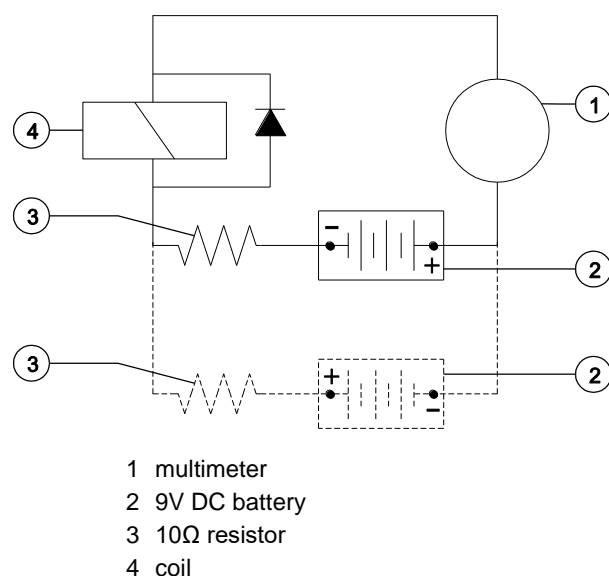 1
4
3
-
+
2
3
+
-
2
1 multimeter
2 9V DC battery
3 10Ω resistor
4 coil